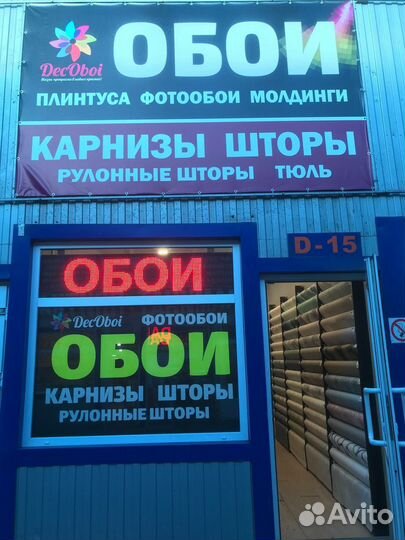 ОБОИ
DecOboi
ПЛИНТУСА ФОТООБОИ МОЛДИНГИ
КАРНИЗЫ ШТОРЫ
РУЛОННЫЕ ШТОРЫ ТЮЛЬ
D-15
ОБОИ
DecOboi ФОТООБОИ
ОБОИ
КАРНИЗЫ ШТОРЫ
РУЛОННЫЕ ШТОРЫ
Avito